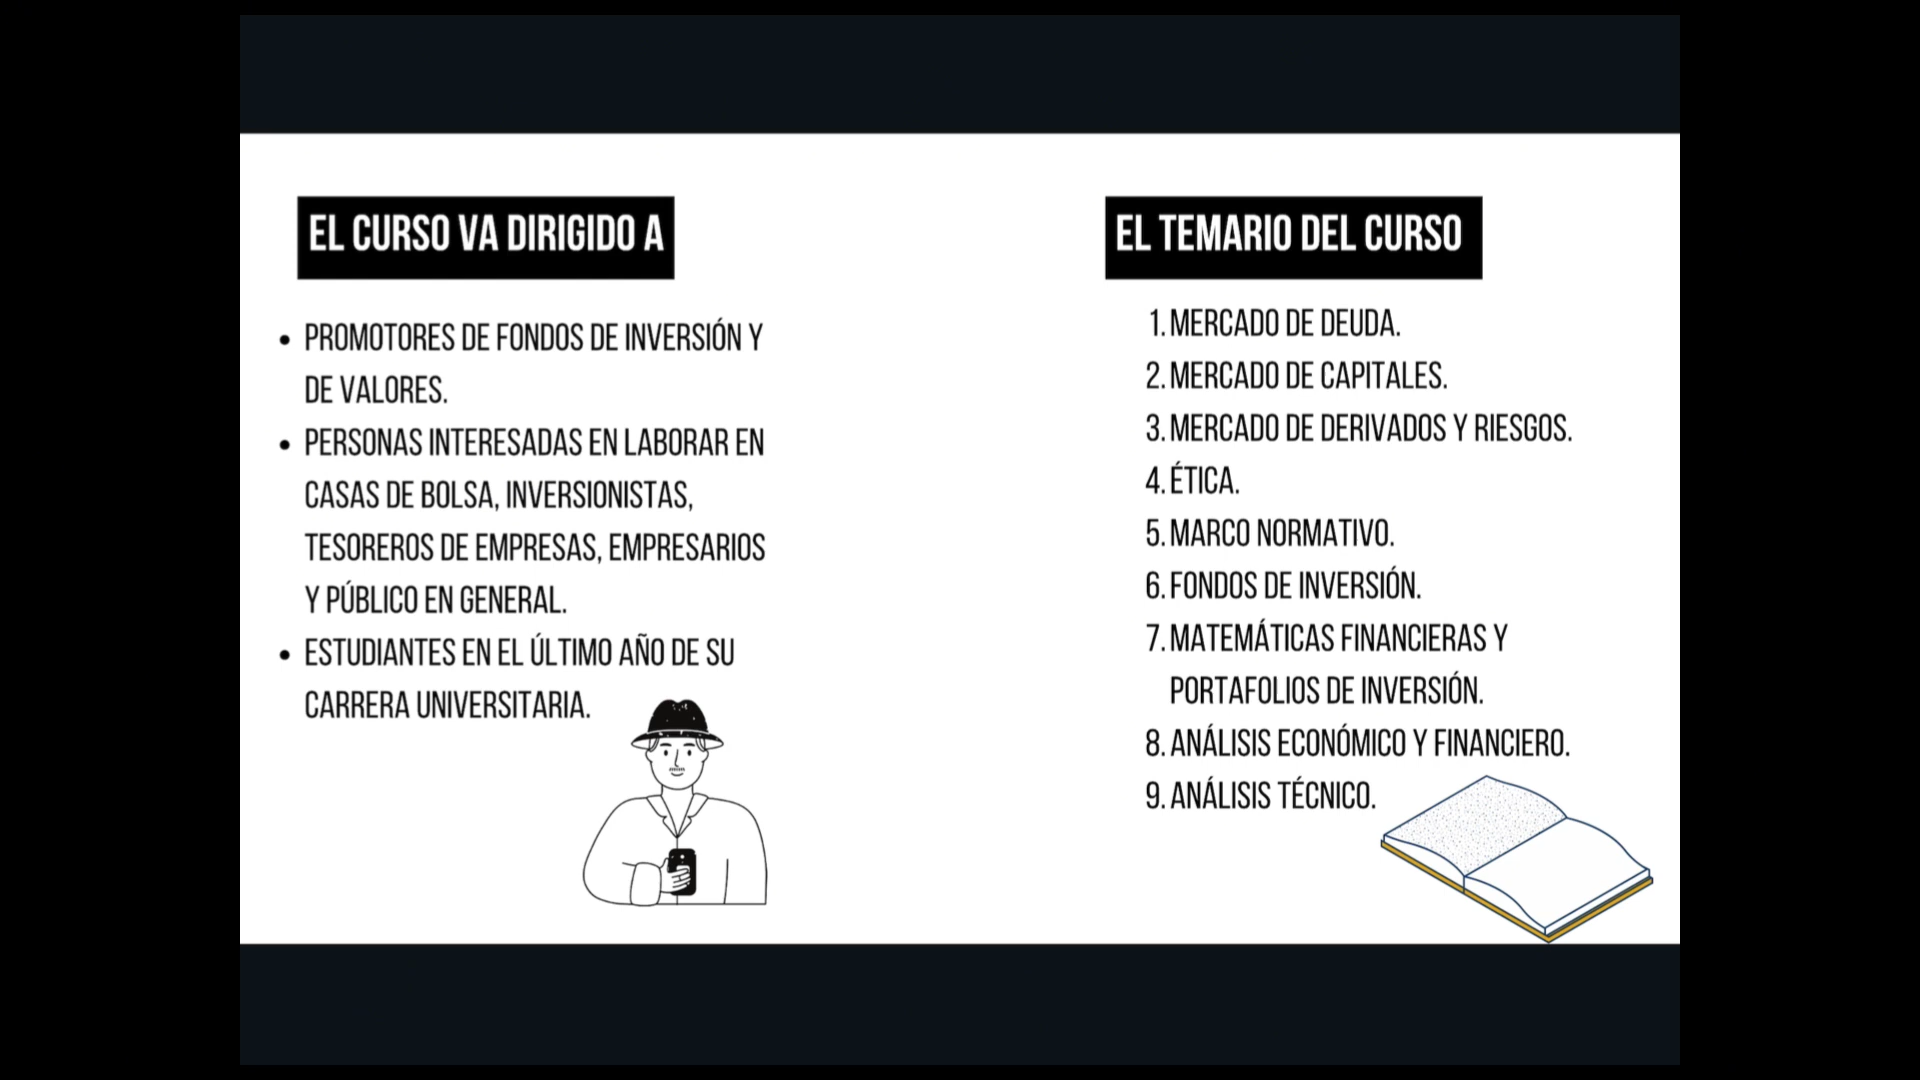 EL CURSO VA DIRIGIDO A
• PROMOTORES DE FONDOS DE INVERSIÓN Y
DE VALORES.
• PERSONAS INTERESADAS EN LABORAR EN
CASAS DE BOLSA, INVERSIONISTAS,
TESOREROS DE EMPRESAS, EMPRESARIOS
Y PÚBLICO EN GENERAL.
• ESTUDIANTES EN EL ÚLTIMO AÑO DE SU
CARRERA UNIVERSITARIA.
EL TEMARIO DEL CURSO
1. MERCADO DE DEUDA.
2. MERCADO DE CAPITALES.
3. MERCADO DE DERIVADOS Y RIESGOS.
4. ÉTICA.
5. MARCO NORMATIVO.
6. FONDOS DE INVERSIÓN.
7. MATEMÁTICAS FINANCIERAS Y
PORTAFOLIOS DE INVERSIÓN.
8. ANÁLISIS ECONÓMICO Y FINANCIERO.
9. ANÁLISIS TÉCNICO.